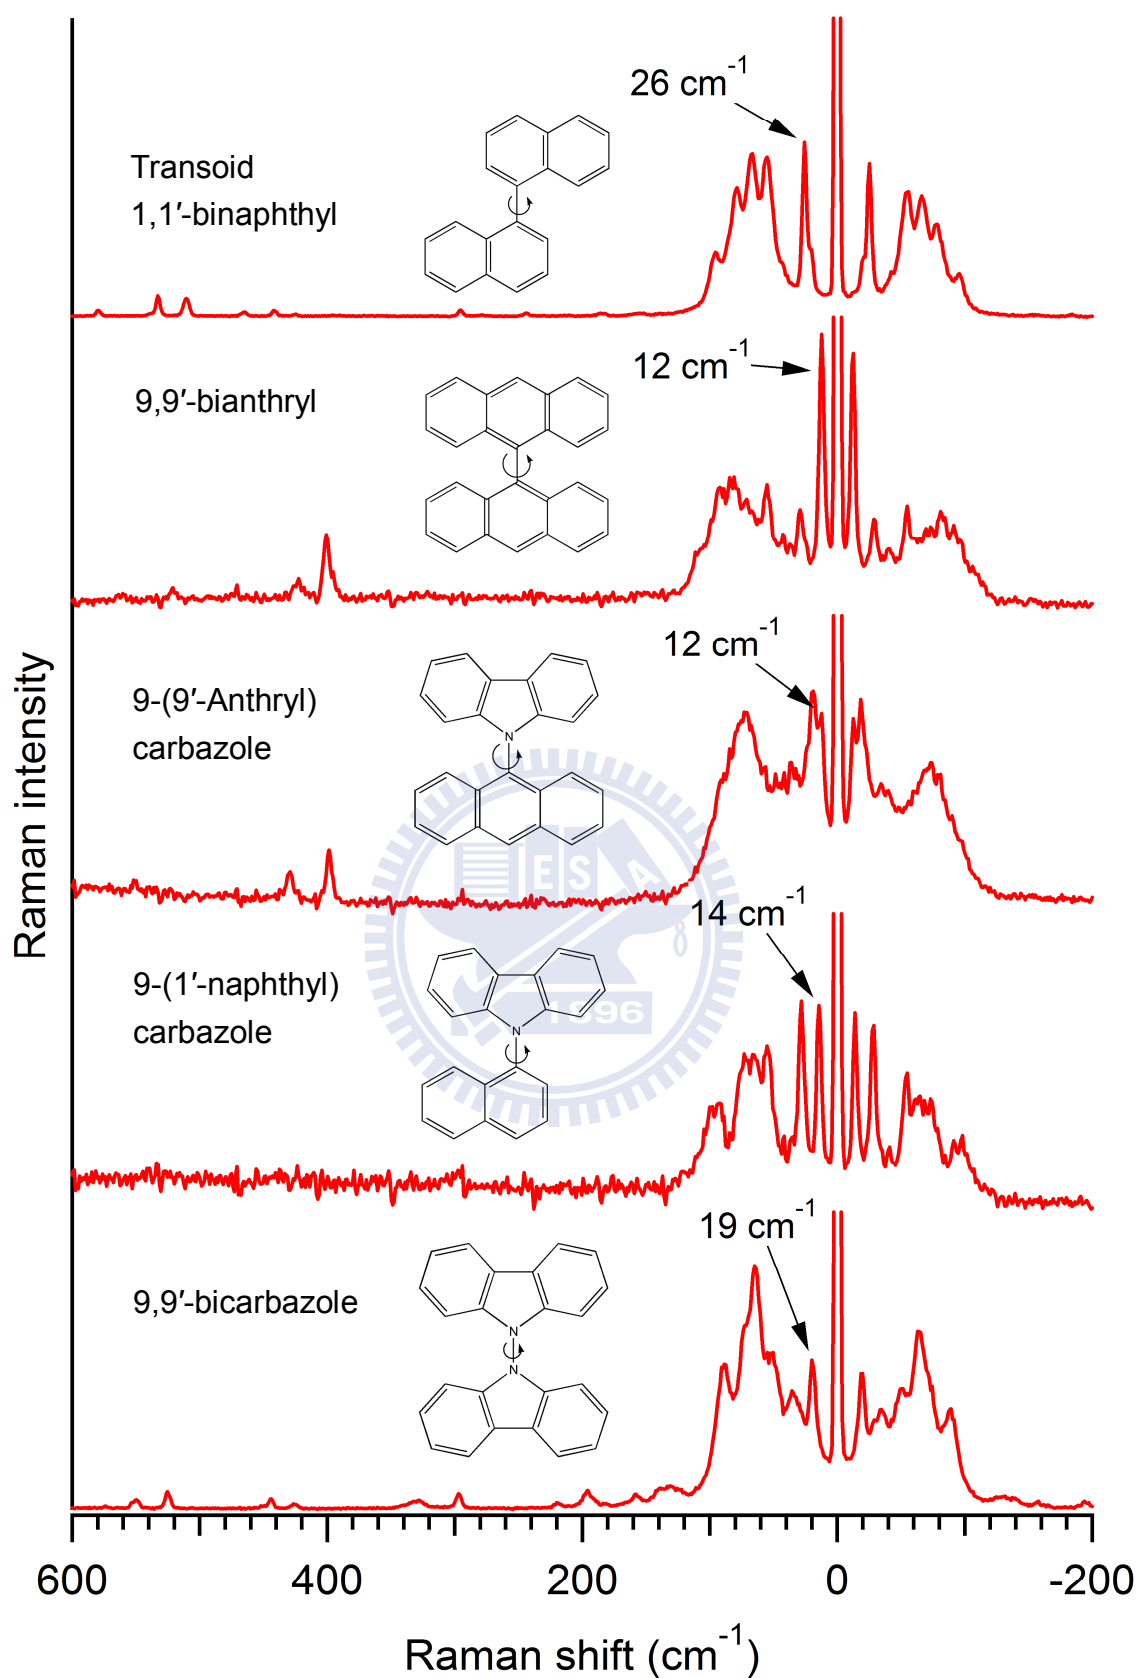 26 cm⁻¹
Transoid
1,1′-binaphthyl
12 cm⁻¹
9,9′-bianthryl
12 cm⁻¹
9-(9′-Anthryl)
carbazole
N
ES
A
14 cm⁻¹
9-(1′-naphthyl)
carbazole
1896
N
19 cm⁻¹
9,9′-bicarbazole
N
N
Raman intensity
600 400 200 0 -200
Raman shift (cm⁻¹)